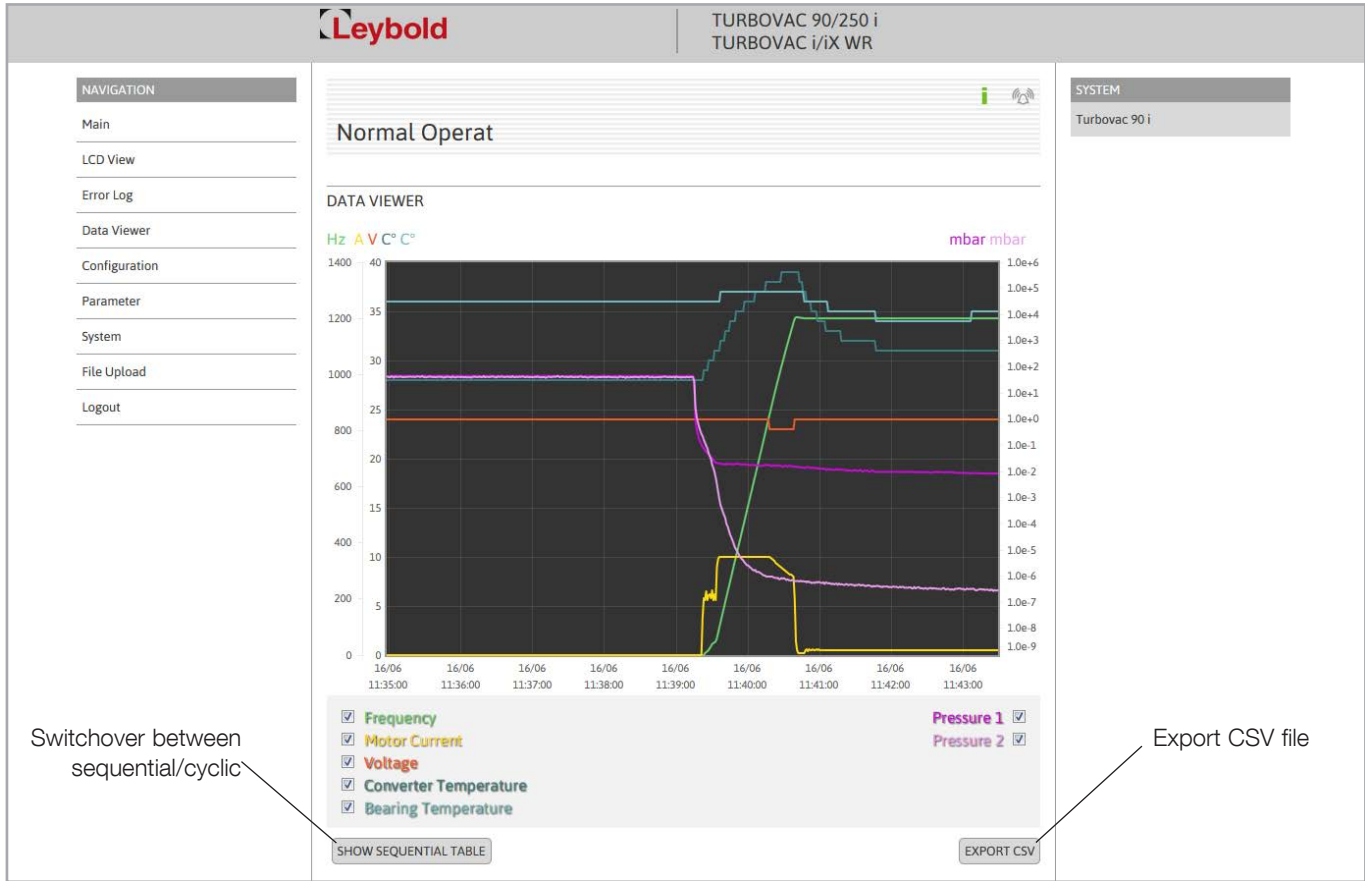 Leybold
TURBOVAC 90/250 i
TURBOVAC i/iX WR
NAVIGATION
Main
LCD View
Error Log
Data Viewer
Configuration
Parameter
System
File Upload
Logout
i
Normal Operat
SYSTEM
Turbovac 90 i
DATA VIEWER
Hz A V C° C°
mbar mbar
1400
1200
1000
800
600
400
200
0
40
35
30
25
20
15
10
5
0
1.0e+6
1.0e+5
1.0e+4
1.0e+3
1.0e+2
1.0e+1
1.0e+0
1.0e-1
1.0e-2
1.0e-3
1.0e-4
1.0e-5
1.0e-6
1.0e-7
1.0e-8
1.0e-9
16/06 16/06 16/06 16/06 16/06 16/06 16/06 16/06 16/06
11:35:00 11:36:00 11:37:00 11:38:00 11:39:00 11:40:00 11:41:00 11:42:00 11:43:00
Frequency
Motor Current
Voltage
Converter Temperature
Bearing Temperature
Pressure 1
Pressure 2
Switchover between
sequential/cyclic
Export CSV file
SHOW SEQUENTIAL TABLE
EXPORT CSV